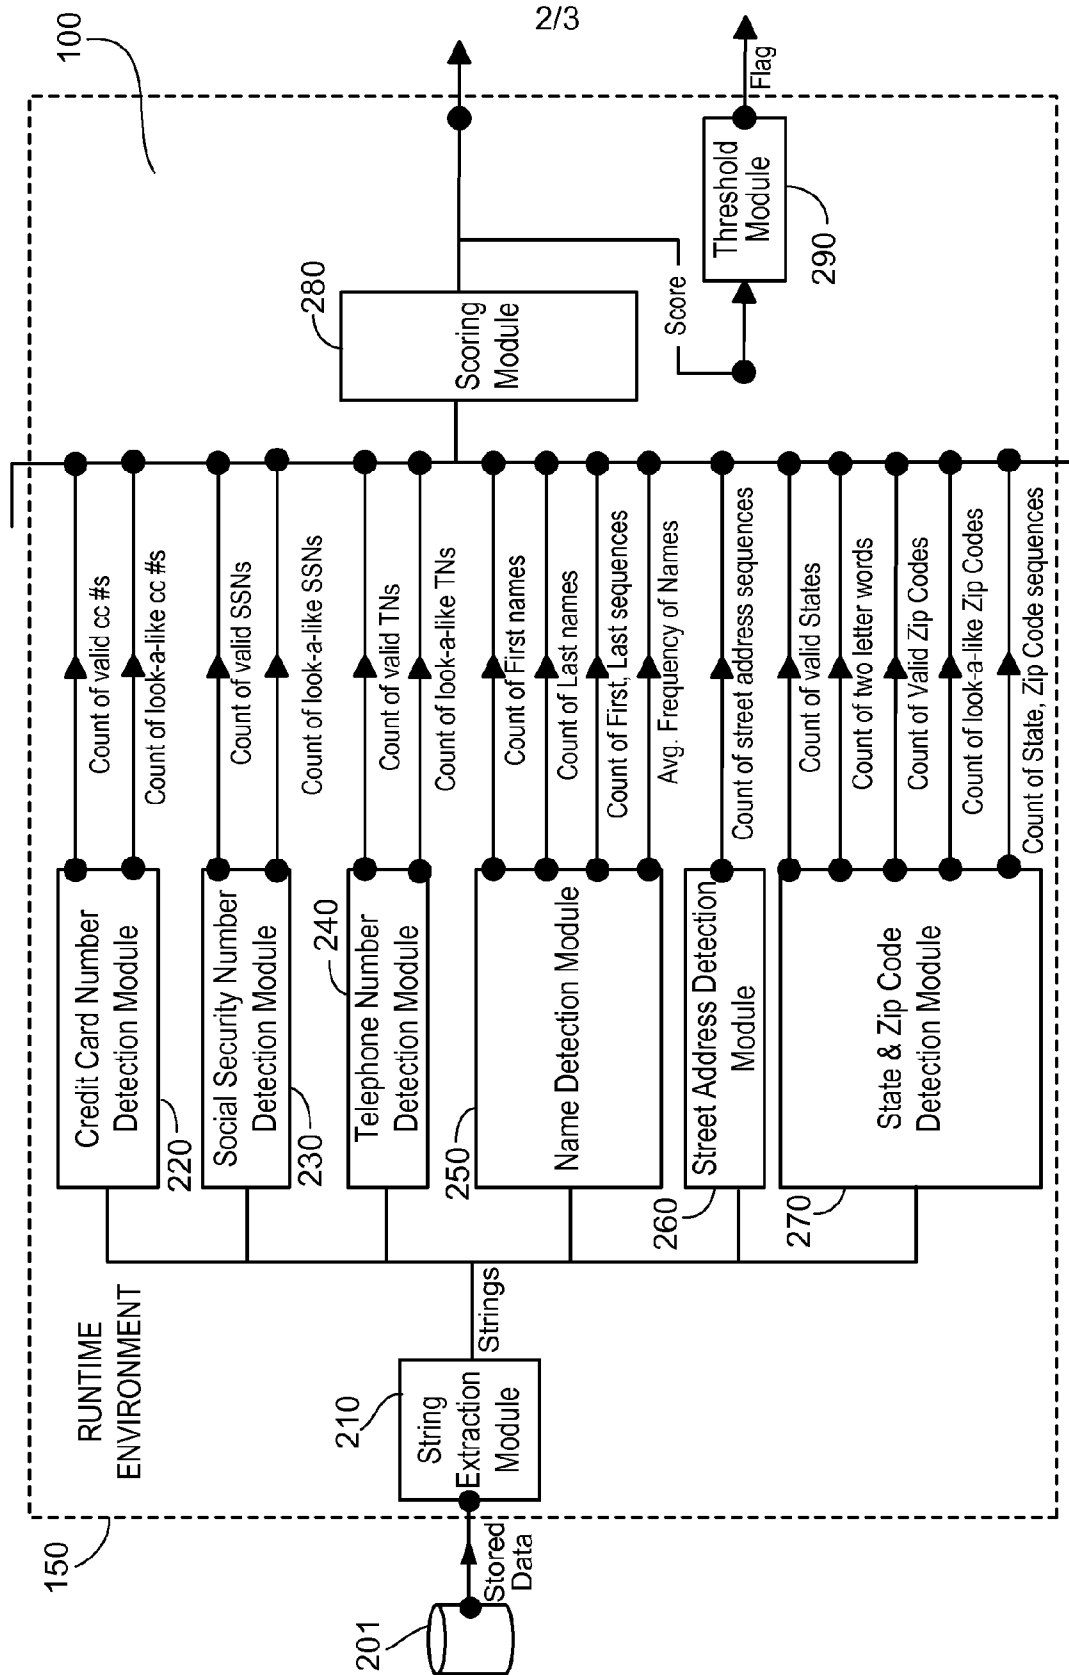 2/3
100
150
RUNTIME
ENVIRONMENT
201
Stored
Data
210
String
Extraction
Module
Strings
Credit Card Number
Detection Module
220
Social Security Number
Detection Module
230
Telephone Number
Detection Module
240
Name Detection Module
250
Street Address Detection
Module
260
State & Zip Code
Detection Module
270
Count of valid cc #s
Count of look-a-like cc #s
Count of valid SSNs
Count of look-a-like SSNs
Count of valid TNs
Count of look-a-like TNs
Count of First names
Count of Last names
Count of First, Last sequences
Avg. Frequency of Names
Count of street address sequences
Count of valid States
Count of two letter words
Count of Valid Zip Codes
Count of look-a-like Zip Codes
Count of State, Zip Code sequences
280
Scoring
Module
Score
Threshold
Module
290
Flag